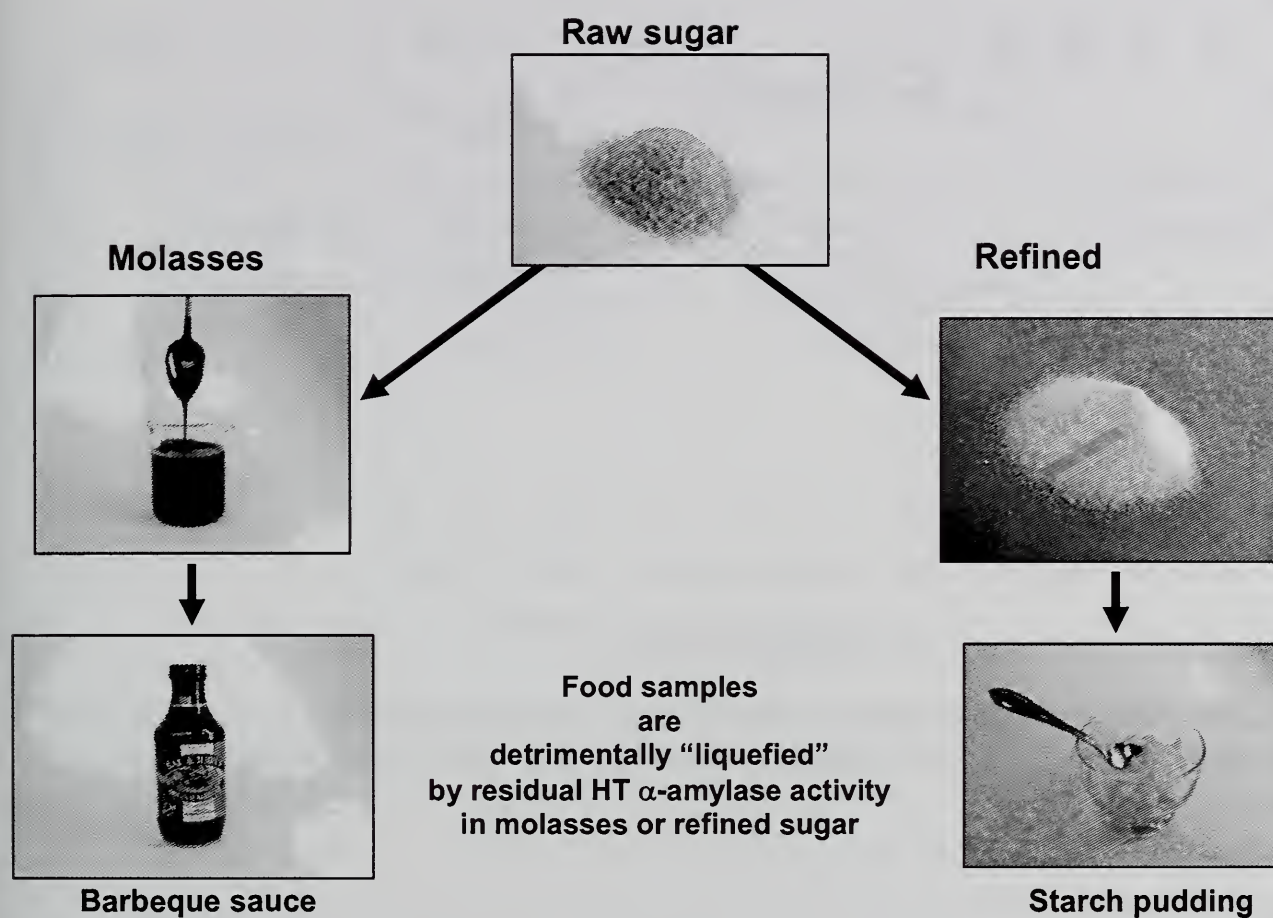 Raw sugar
Molasses
Refined
Food samples
are
detrimentally “liquefied”
by residual HT α-amylase activity
in molasses or refined sugar
Barbeque sauce
Starch pudding